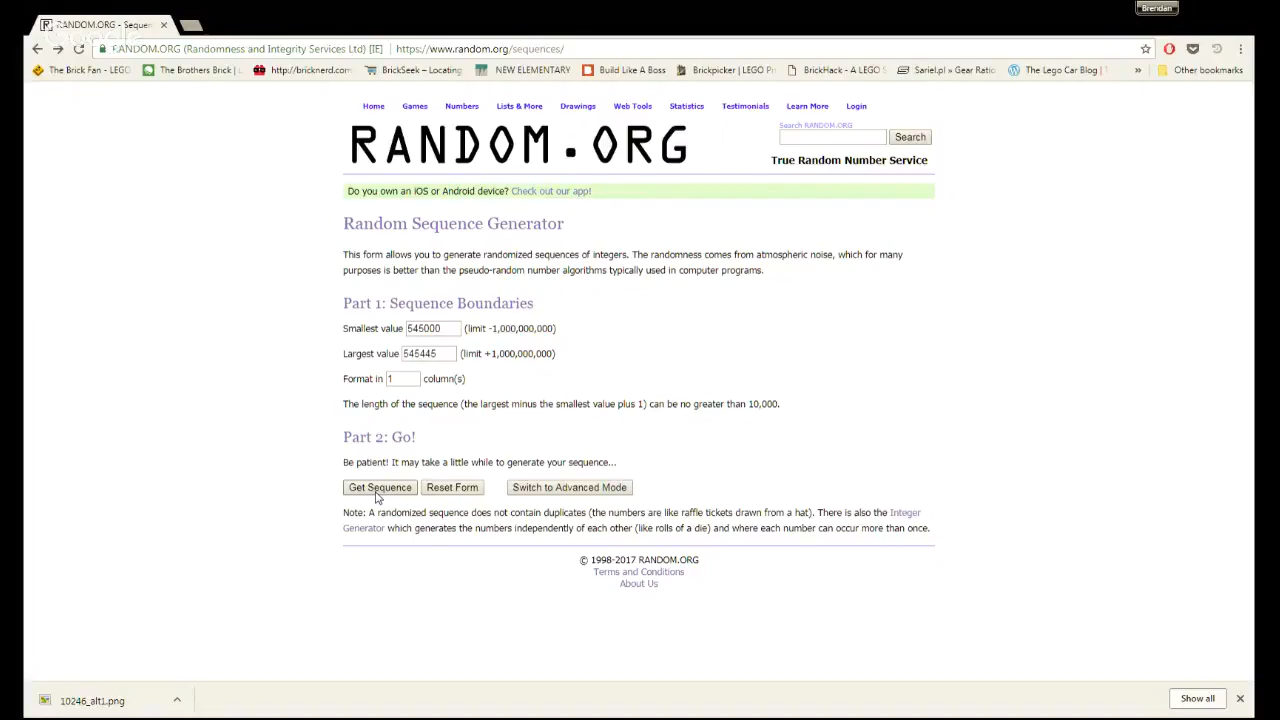 Brendan
RANDOM.ORG - Sequen
RANDOM.ORG (Randomness and Integrity Services Ltd) [IE] https://www.random.org/sequences/
The Brick Fan - LEGO The Brothers Brick | L http://bricknerd.com BrickSeek – Locating NEW ELEMENTARY Build Like A Boss Brickpicker | LEGO Pr BrickHack - A LEGO S Sariel.pl » Gear Ratio The Lego Car Blog | T » Other bookmarks
Home Games Numbers Lists & More Drawings Web Tools Statistics Testimonials Learn More Login
RANDOM.ORG
Search RANDOM.ORG
Search
True Random Number Service
Do you own an iOS or Android device? Check out our app!
Random Sequence Generator
This form allows you to generate randomized sequences of integers. The randomness comes from atmospheric noise, which for many
purposes is better than the pseudo-random number algorithms typically used in computer programs.
Part 1: Sequence Boundaries
Smallest value 545000 (limit -1,000,000,000)
Largest value 545445 (limit +1,000,000,000)
Format in 1 column(s)
The length of the sequence (the largest minus the smallest value plus 1) can be no greater than 10,000.
Part 2: Go!
Be patient! It may take a little while to generate your sequence...
Get Sequence Reset Form Switch to Advanced Mode
Note: A randomized sequence does not contain duplicates (the numbers are like raffle tickets drawn from a hat). There is also the Integer
Generator which generates the numbers independently of each other (like rolls of a die) and where each number can occur more than once.
© 1998-2017 RANDOM.ORG
Terms and Conditions
About Us
10246_alt1.png
Show all